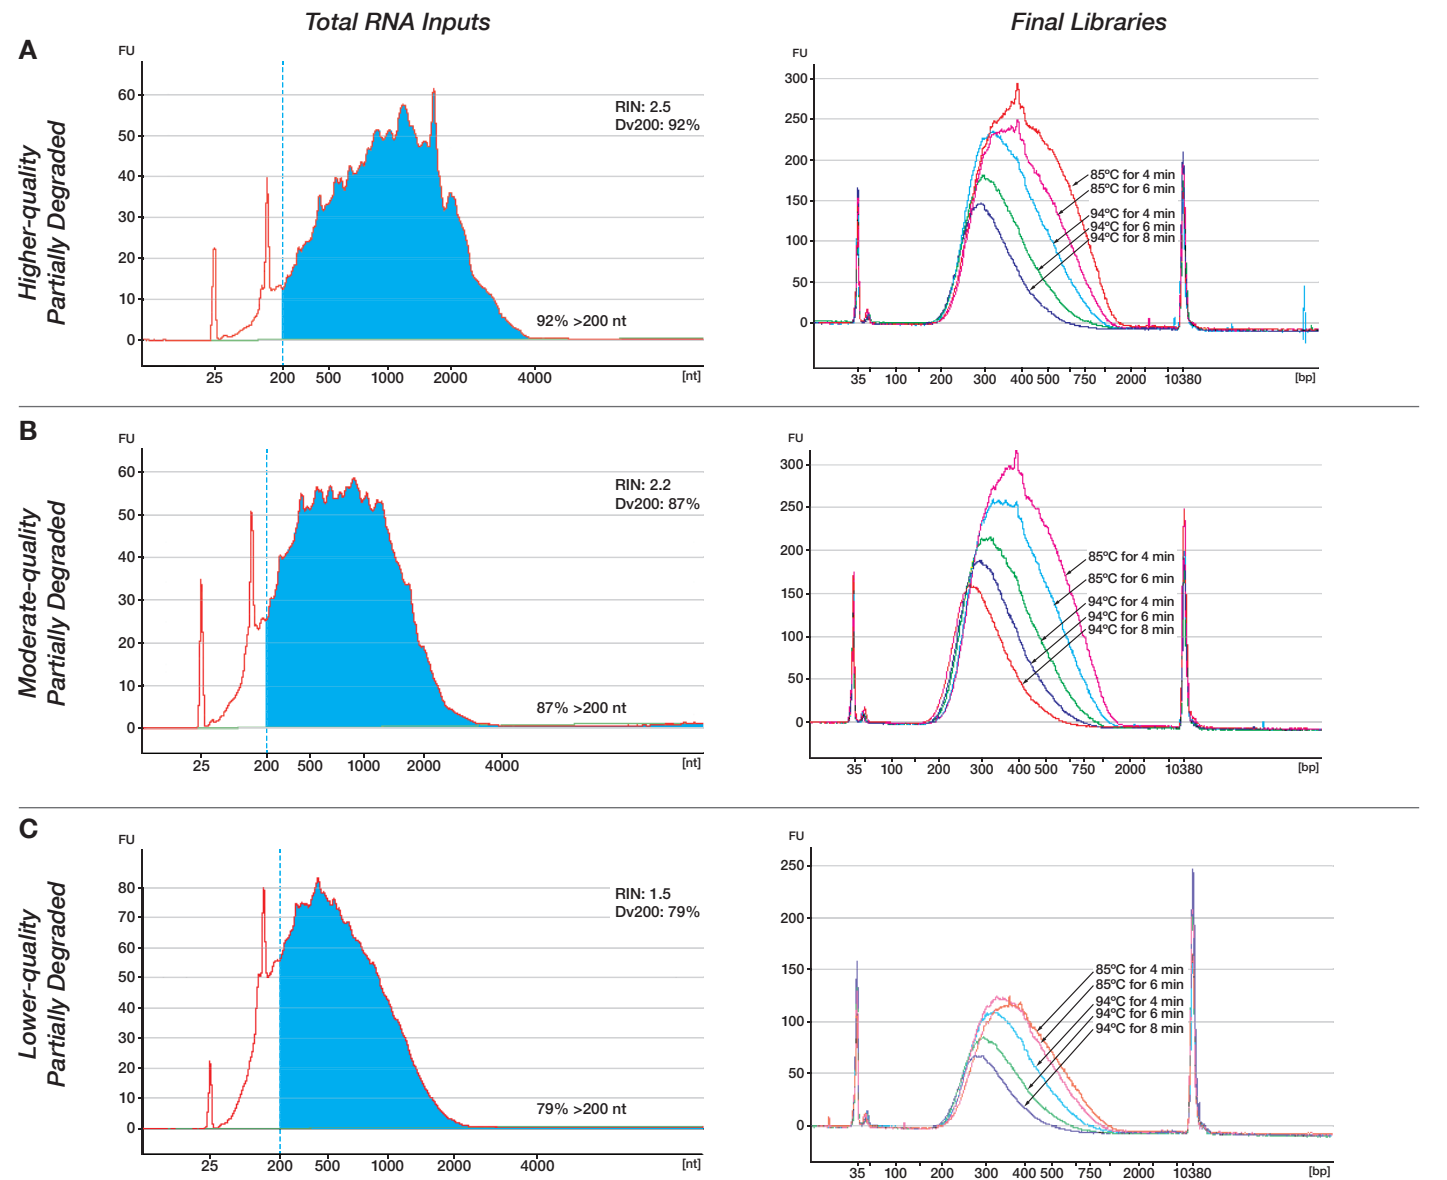 Total RNA Inputs
Final Libraries
A
Higher-quality
Partially Degraded
FU
60
50
40
30
20
10
0
25 200 500 1000 2000 4000 [nt]
RIN: 2.5
Dv200: 92%
92% >200 nt
FU
300
250
200
150
100
50
0
35 100 200 300 400 500 750 2000 10380 [bp]
85ºC for 4 min
85ºC for 6 min
94ºC for 4 min
94ºC for 6 min
94ºC for 8 min
B
Moderate-quality
Partially Degraded
FU
60
50
40
30
20
10
0
25 200 500 1000 2000 4000 [nt]
RIN: 2.2
Dv200: 87%
87% >200 nt
FU
300
250
200
150
100
50
0
35 100 200 300 400 500 750 2000 10380 [bp]
85ºC for 4 min
85ºC for 6 min
94ºC for 4 min
94ºC for 6 min
94ºC for 8 min
C
Lower-quality
Partially Degraded
FU
80
70
60
50
40
30
20
10
0
25 200 500 1000 2000 4000 [nt]
RIN: 1.5
Dv200: 79%
79% >200 nt
FU
250
200
150
100
50
0
35 100 200 300 400 500 750 2000 10380 [bp]
85ºC for 4 min
85ºC for 6 min
94ºC for 4 min
94ºC for 6 min
94ºC for 8 min